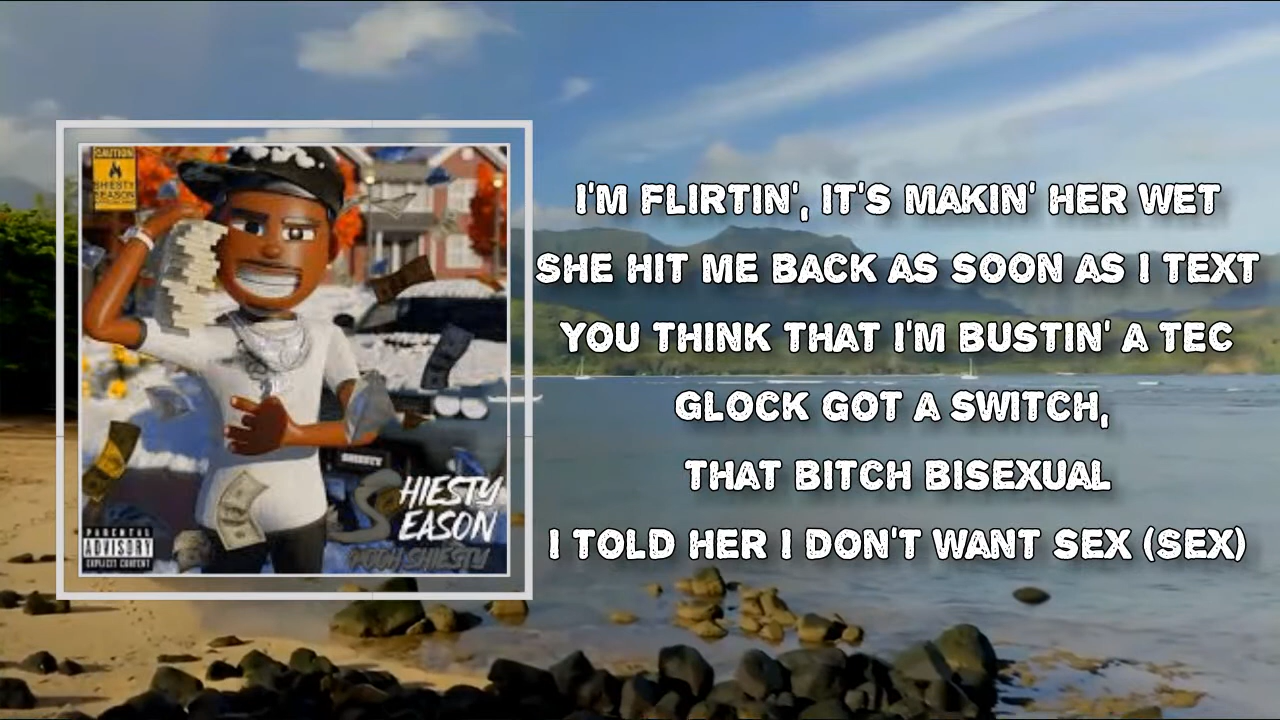 CAUTION
SHIESTY
SEASON
I'M FLIRTIN', IT'S MAKIN' HER WET
SHE HIT ME BACK AS SOON AS I TEXT
YOU THINK THAT I'M BUSTIN' A TEC
GLOCK GOT A SWITCH,
THAT BITCH BISEXUAL
I TOLD HER I DON'T WANT SEX (SEX)
SHIESTY
SHIESTY
SEASON
POOH SHIESTY
PARENTAL
ADVISORY
EXPLICIT CONTENT